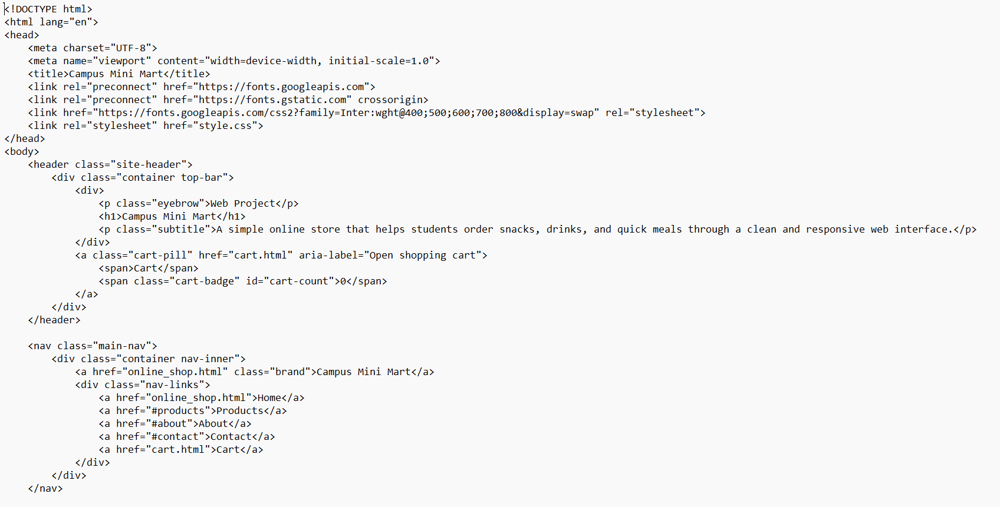 <!DOCTYPE html>
<html lang="en">
<head>
    <meta charset="UTF-8">
    <meta name="viewport" content="width=device-width, initial-scale=1.0">
    <title>Campus Mini Mart</title>
    <link rel="preconnect" href="https://fonts.googleapis.com">
    <link rel="preconnect" href="https://fonts.gstatic.com" crossorigin>
    <link href="https://fonts.googleapis.com/css2?family=Inter:wght@400;500;600;700;800&display=swap" rel="stylesheet">
    <link rel="stylesheet" href="style.css">
</head>
<body>
    <header class="site-header">
        <div class="container top-bar">
            <div>
                <p class="eyebrow">Web Project</p>
                <h1>Campus Mini Mart</h1>
                <p class="subtitle">A simple online store that helps students order snacks, drinks, and quick meals through a clean and responsive web interface.</p>
            </div>
            <a class="cart-pill" href="cart.html" aria-label="Open shopping cart">
                <span>Cart</span>
                <span class="cart-badge" id="cart-count">0</span>
            </a>
        </div>
    </header>

    <nav class="main-nav">
        <div class="container nav-inner">
            <a href="online_shop.html" class="brand">Campus Mini Mart</a>
            <div class="nav-links">
                <a href="online_shop.html">Home</a>
                <a href="#products">Products</a>
                <a href="#about">About</a>
                <a href="#contact">Contact</a>
                <a href="cart.html">Cart</a>
            </div>
        </div>
    </nav>